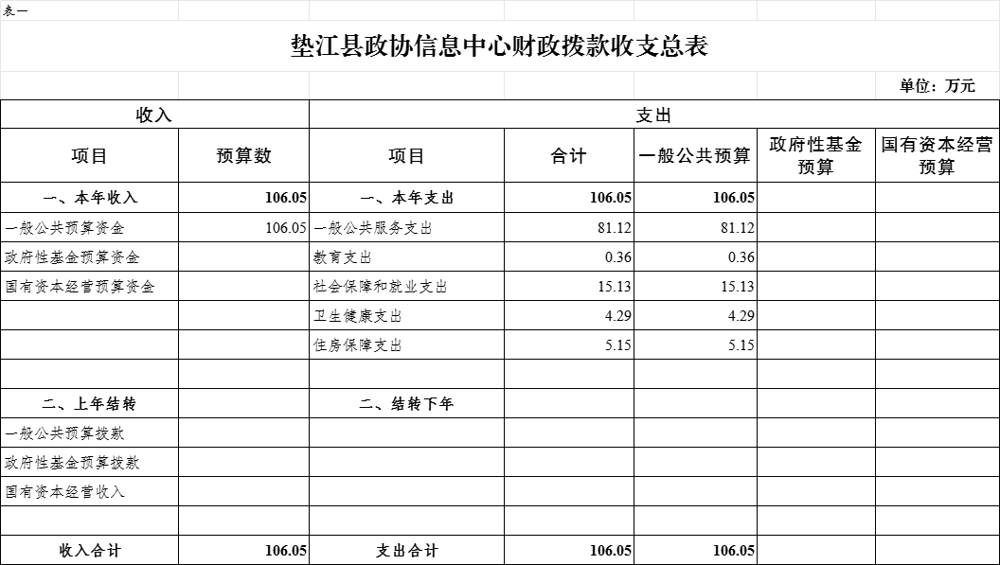 表一
垫江县政协信息中心财政拨款收支总表
单位：万元
收入 支出
项目 预算数 项目 合计 一般公共预算 政府性基金 国有资本经营
预算 预算
一、本年收入 106.05 一、本年支出 106.05 106.05
一般公共预算资金 106.05 一般公共服务支出 81.12 81.12
政府性基金预算资金 教育支出 0.36 0.36
国有资本经营预算资金 社会保障和就业支出 15.13 15.13
卫生健康支出 4.29 4.29
住房保障支出 5.15 5.15
二、上年结转 二、结转下年
一般公共预算拨款
政府性基金预算拨款
国有资本经营收入
收入合计 106.05 支出合计 106.05 106.05